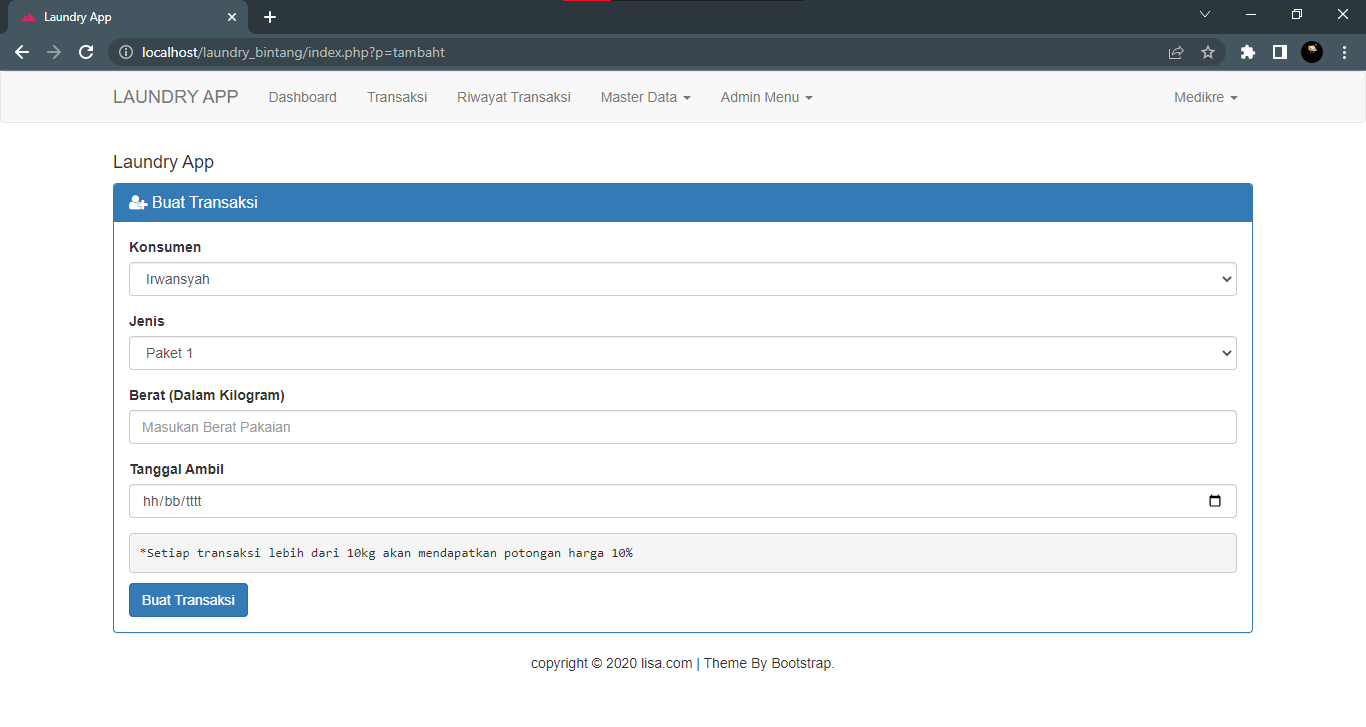 Laundry App
localhost/laundry_bintang/index.php?p=tambaht
LAUNDRY APP Dashboard Transaksi Riwayat Transaksi Master Data Admin Menu Medikre
Laundry App
Buat Transaksi
Konsumen
Irwansyah
Jenis
Paket 1
Berat (Dalam Kilogram)
Masukan Berat Pakaian
Tanggal Ambil
hh/bb/tttt
*Setiap transaksi lebih dari 10kg akan mendapatkan potongan harga 10%
Buat Transaksi
copyright © 2020 lisa.com | Theme By Bootstrap.